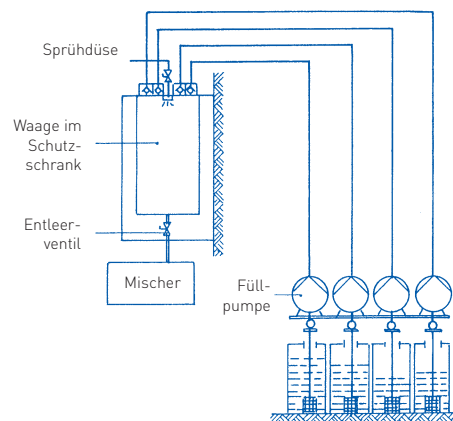 Sprühdüse
Waage im
Schutz-
schrank
Entleer-
ventil
Mischer
Füll-
pumpe